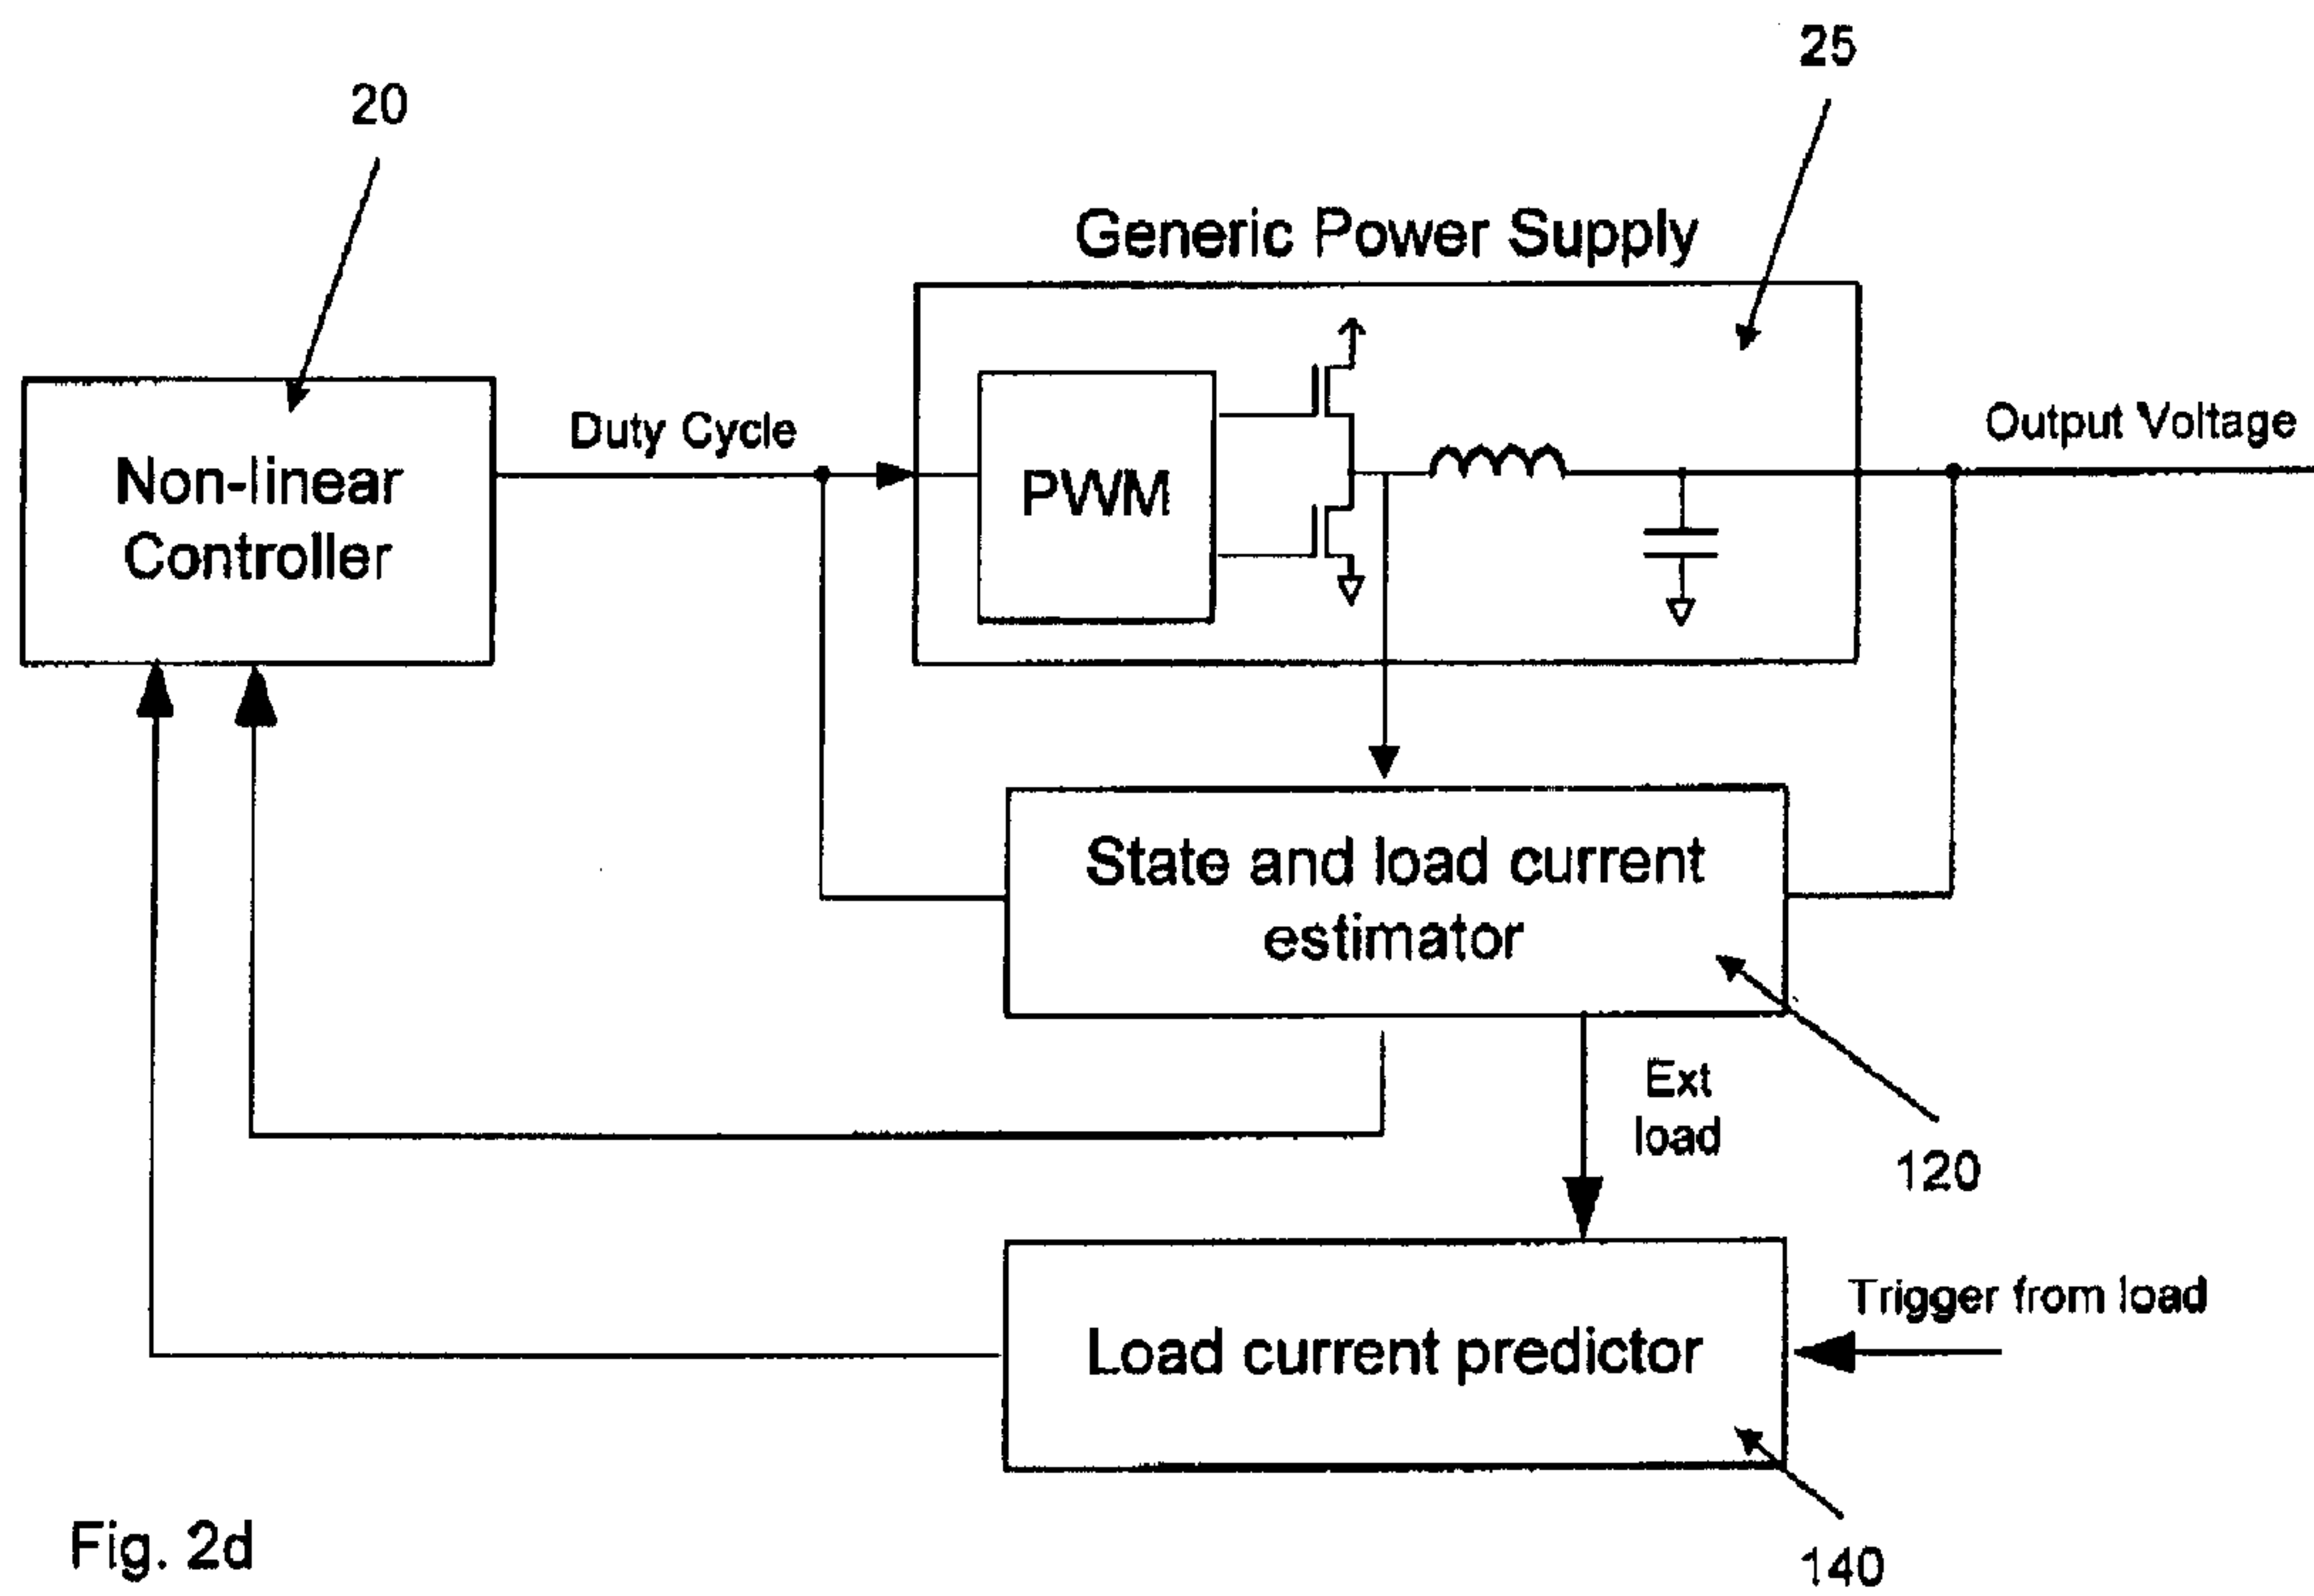 25
20
Generic Power Supply
Duty Cycle
Output Voltage
Non-linear
Controller
PWM
State and load current
estimator
Ext
load
120
Trigger from load
Load current predictor
Fig. 2d
140